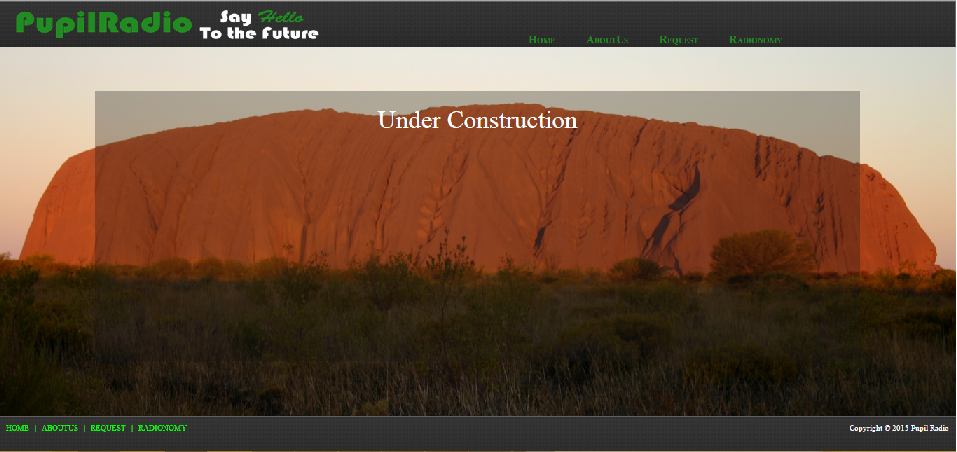 PupilRadio Say Hello
To the Future
Home AboutUs Request Radionomy
Under Construction
HOME | ABOUTUS | REQUEST | RADIONOMY
Copyright © 2015 Pupil Radio